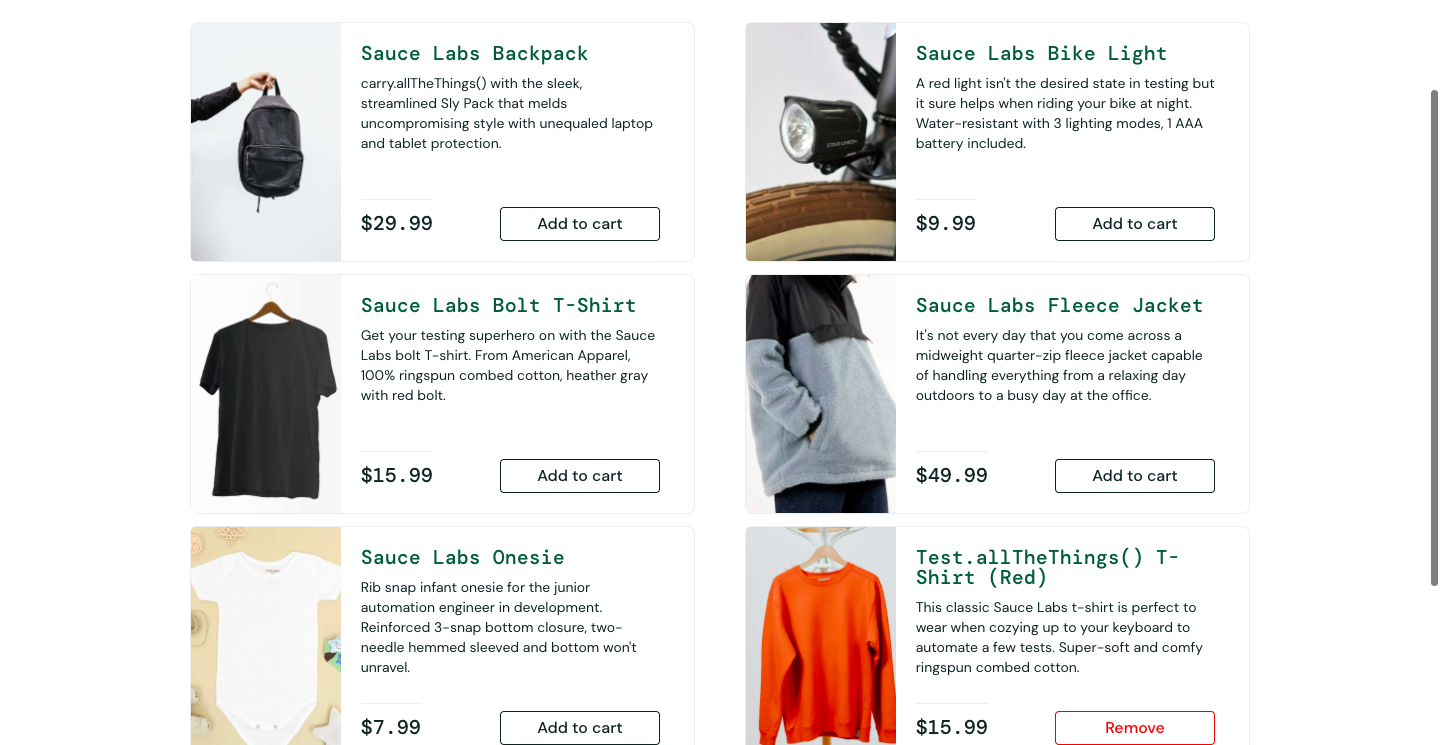 Sauce Labs Backpack
carry.allTheThings() with the sleek,
streamlined Sly Pack that melds
uncompromising style with unequaled laptop
and tablet protection.
$29.99
Add to cart
Sauce Labs Bike Light
A red light isn't the desired state in testing but
it sure helps when riding your bike at night.
Water-resistant with 3 lighting modes, 1 AAA
battery included.
STAR UNION
$9.99
Add to cart
Sauce Labs Bolt T-Shirt
Get your testing superhero on with the Sauce
Labs bolt T-shirt. From American Apparel,
100% ringspun combed cotton, heather gray
with red bolt.
$15.99
Add to cart
Sauce Labs Fleece Jacket
It's not every day that you come across a
midweight quarter-zip fleece jacket capable
of handling everything from a relaxing day
outdoors to a busy day at the office.
$49.99
Add to cart
Sauce Labs Onesie
Rib snap infant onesie for the junior
automation engineer in development.
Reinforced 3-snap bottom closure, two-
needle hemmed sleeved and bottom won't
unravel.
$7.99
Add to cart
Test.allTheThings() T-
Shirt (Red)
This classic Sauce Labs t-shirt is perfect to
wear when cozying up to your keyboard to
automate a few tests. Super-soft and comfy
ringspun combed cotton.
$15.99
Remove